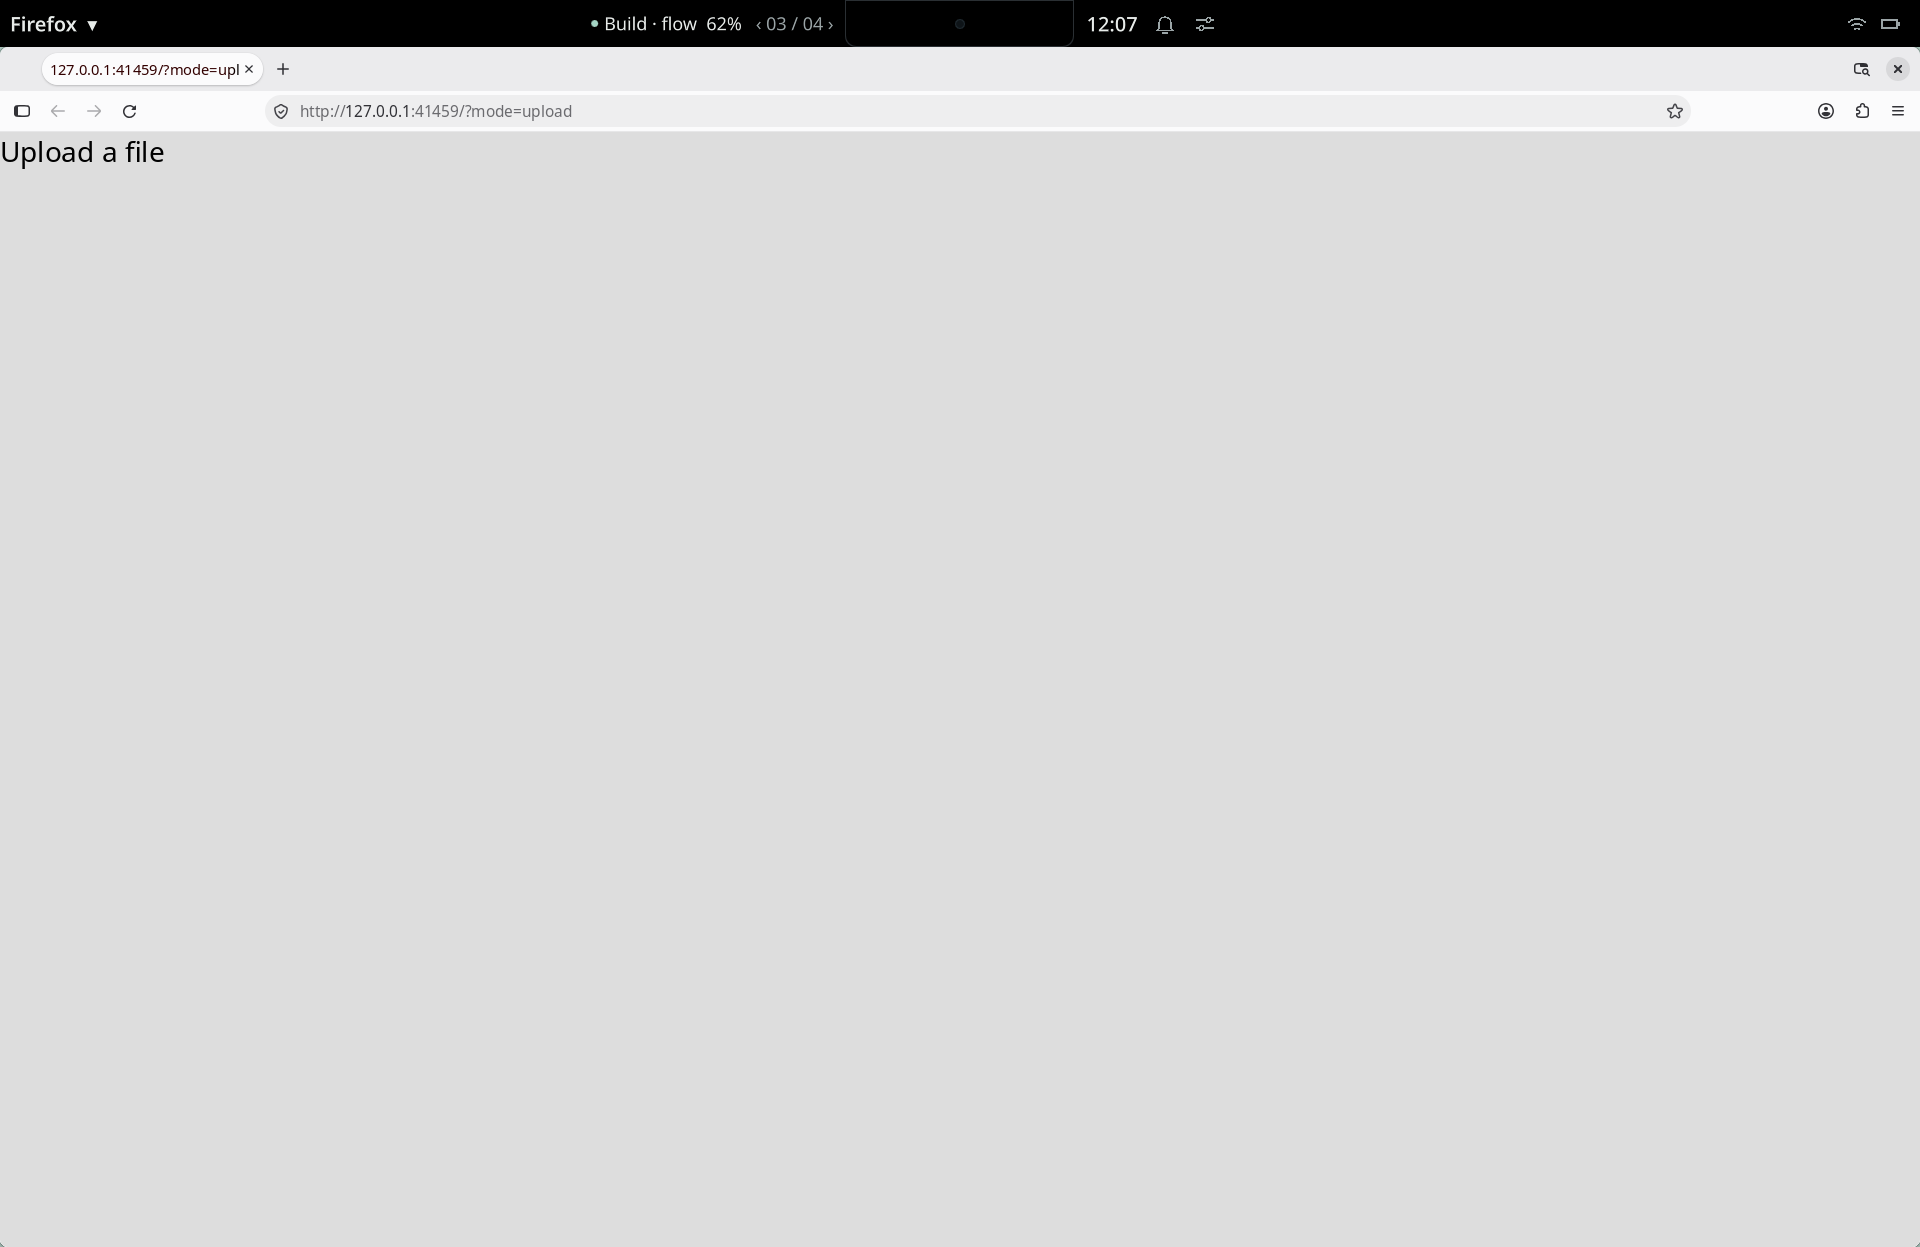 Firefox ▾
Build · flow 62% ‹ 03 / 04 ›
12:07
127.0.0.1:41459/?mode=upl
http://127.0.0.1:41459/?mode=upload
Upload a file